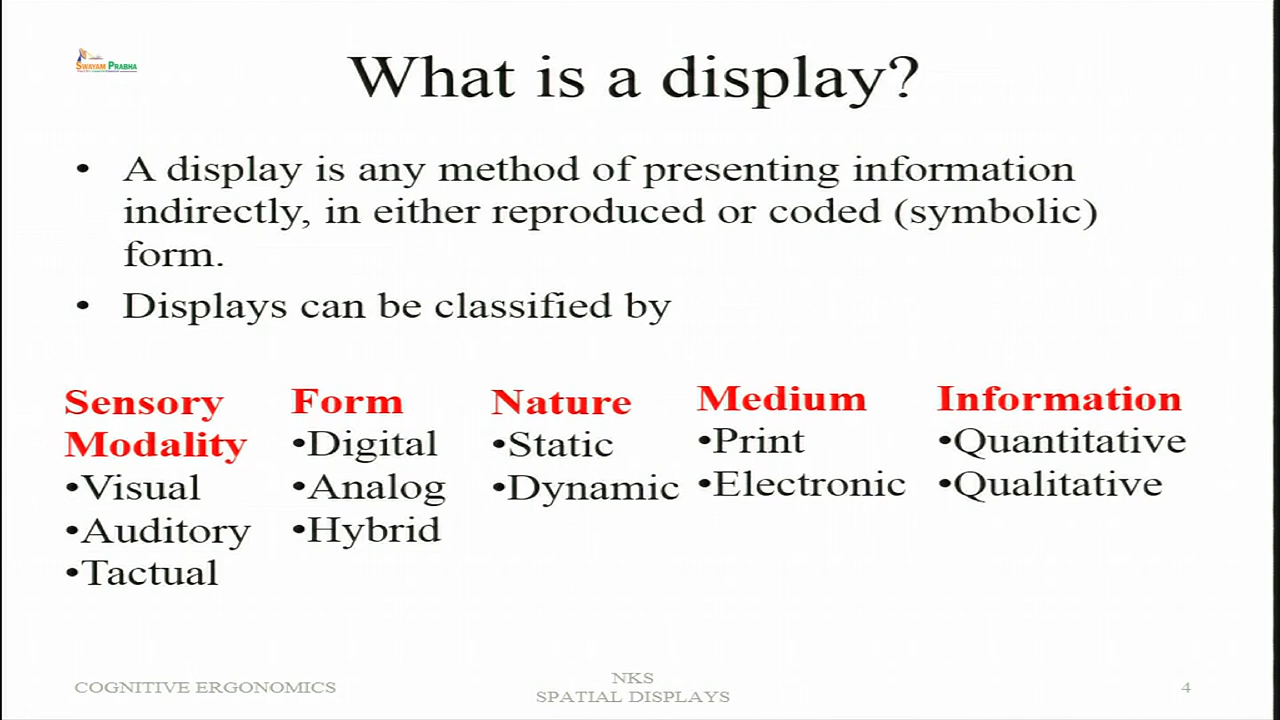 SWAYAM PRABHA
What is a display?
• A display is any method of presenting information
indirectly, in either reproduced or coded (symbolic)
form.
• Displays can be classified by
Sensory
Modality
•Visual
•Auditory
•Tactual
Form
•Digital
•Analog
•Hybrid
Nature
•Static
•Dynamic
Medium
•Print
•Electronic
Information
•Quantitative
•Qualitative
COGNITIVE ERGONOMICS
NKS
SPATIAL DISPLAYS
4